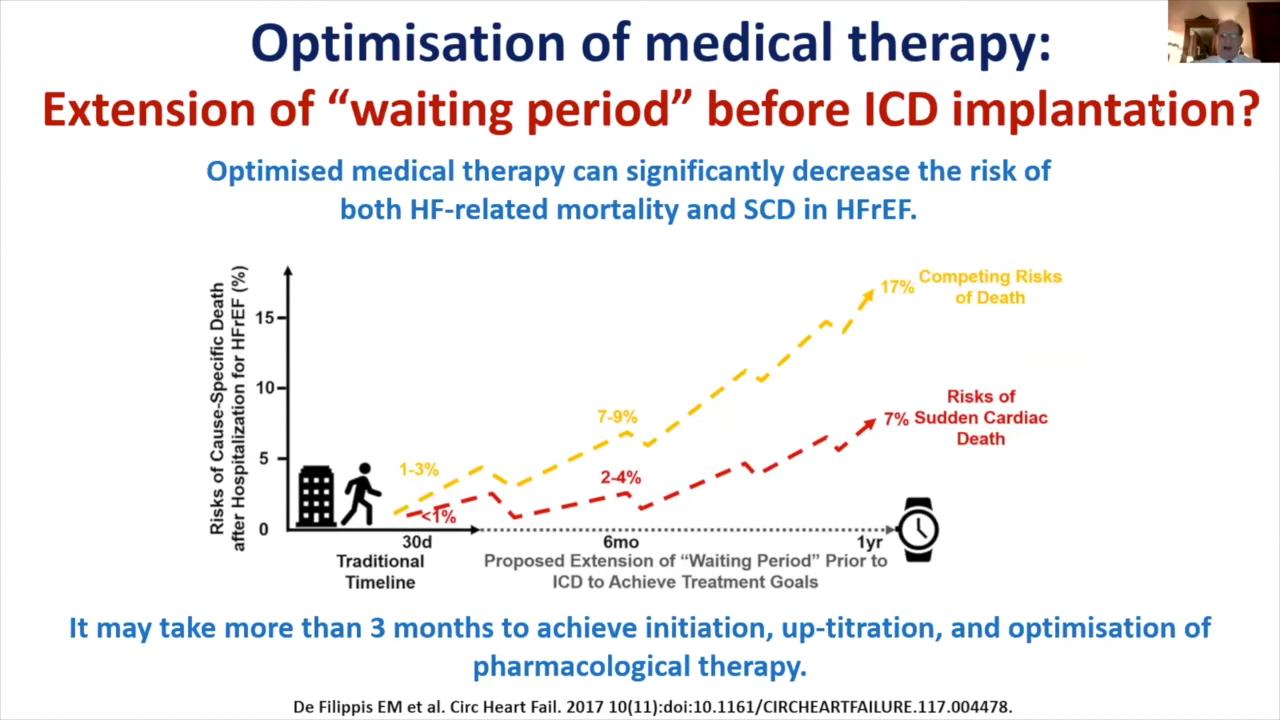 Optimisation of medical therapy:
Extension of “waiting period” before ICD implantation?
Optimised medical therapy can significantly decrease the risk of
both HF-related mortality and SCD in HFrEF.
Risks of Cause-Specific Death
after Hospitalization for HFrEF (%)
15
10
5
0
17%
Competing Risks
of Death
7-9%
1-3%
Risks of
7% Sudden Cardiac
Death
2-4%
<1%
30d
6mo
1yr
Traditional
Timeline
Proposed Extension of “Waiting Period” Prior to
ICD to Achieve Treatment Goals
It may take more than 3 months to achieve initiation, up-titration, and optimisation of
pharmacological therapy.
De Filippis EM et al. Circ Heart Fail. 2017 10(11):doi:10.1161/CIRCHEARTFAILURE.117.004478.